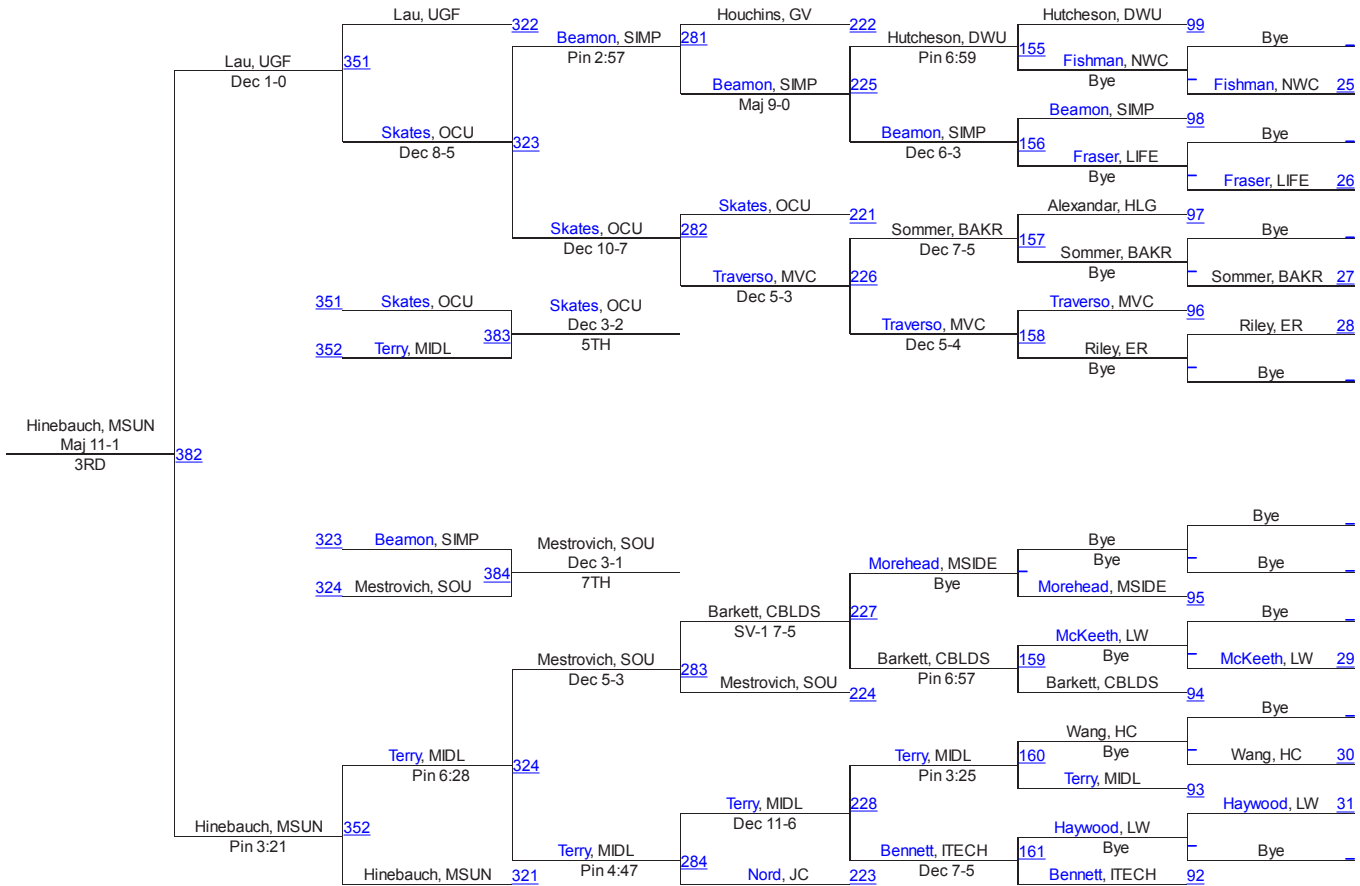 Lau, UGF
322
Houchins, GV
222
Hutcheson, DWU
99
Beamon, SIMP
281
Pin 2:57
Hutcheson, DWU
155
Pin 6:59
Bye
Fishman, NWC
Bye
Lau, UGF
351
Dec 1-0
Beamon, SIMP
225
Maj 9-0
Fishman, NWC
25
Beamon, SIMP
98
Skates, OCU
323
Dec 8-5
Beamon, SIMP
156
Dec 6-3
Bye
Fraser, LIFE
Bye
Fraser, LIFE
26
Skates, OCU
221
Alexandar, HLG
97
Skates, OCU
282
Dec 10-7
Sommer, BAKR
157
Dec 7-5
Bye
Sommer, BAKR
Bye
Traverso, MVC
226
Dec 5-3
Sommer, BAKR
27
351
Skates, OCU
Skates, OCU
Dec 3-2
5TH
383
352
Terry, MIDL
Traverso, MVC
96
Traverso, MVC
158
Dec 5-4
Riley, ER
28
Riley, ER
Bye
Bye
Hinebauch, MSUN
Maj 11-1
3RD
382
Bye
323
Beamon, SIMP
Mestrovich, SOU
Dec 3-1
7TH
384
324
Mestrovich, SOU
Bye
Bye
Bye
Morehead, MSIDE
Bye
Morehead, MSIDE
95
Barkett, CBLDS
227
SV-1 7-5
Bye
McKeeth, LW
Bye
Mestrovich, SOU
283
Dec 5-3
Barkett, CBLDS
159
Pin 6:57
McKeeth, LW
29
Mestrovich, SOU
224
Barkett, CBLDS
94
Bye
Wang, HC
Bye
Terry, MIDL
324
Pin 6:28
Terry, MIDL
160
Pin 3:25
Wang, HC
30
Terry, MIDL
93
Terry, MIDL
228
Dec 11-6
Haywood, LW
31
Hinebauch, MSUN
352
Pin 3:21
Haywood, LW
Bye
Terry, MIDL
284
Pin 4:47
Bennett, ITECH
161
Dec 7-5
Bye
Hinebauch, MSUN
321
Nord, JC
223
Bennett, ITECH
92